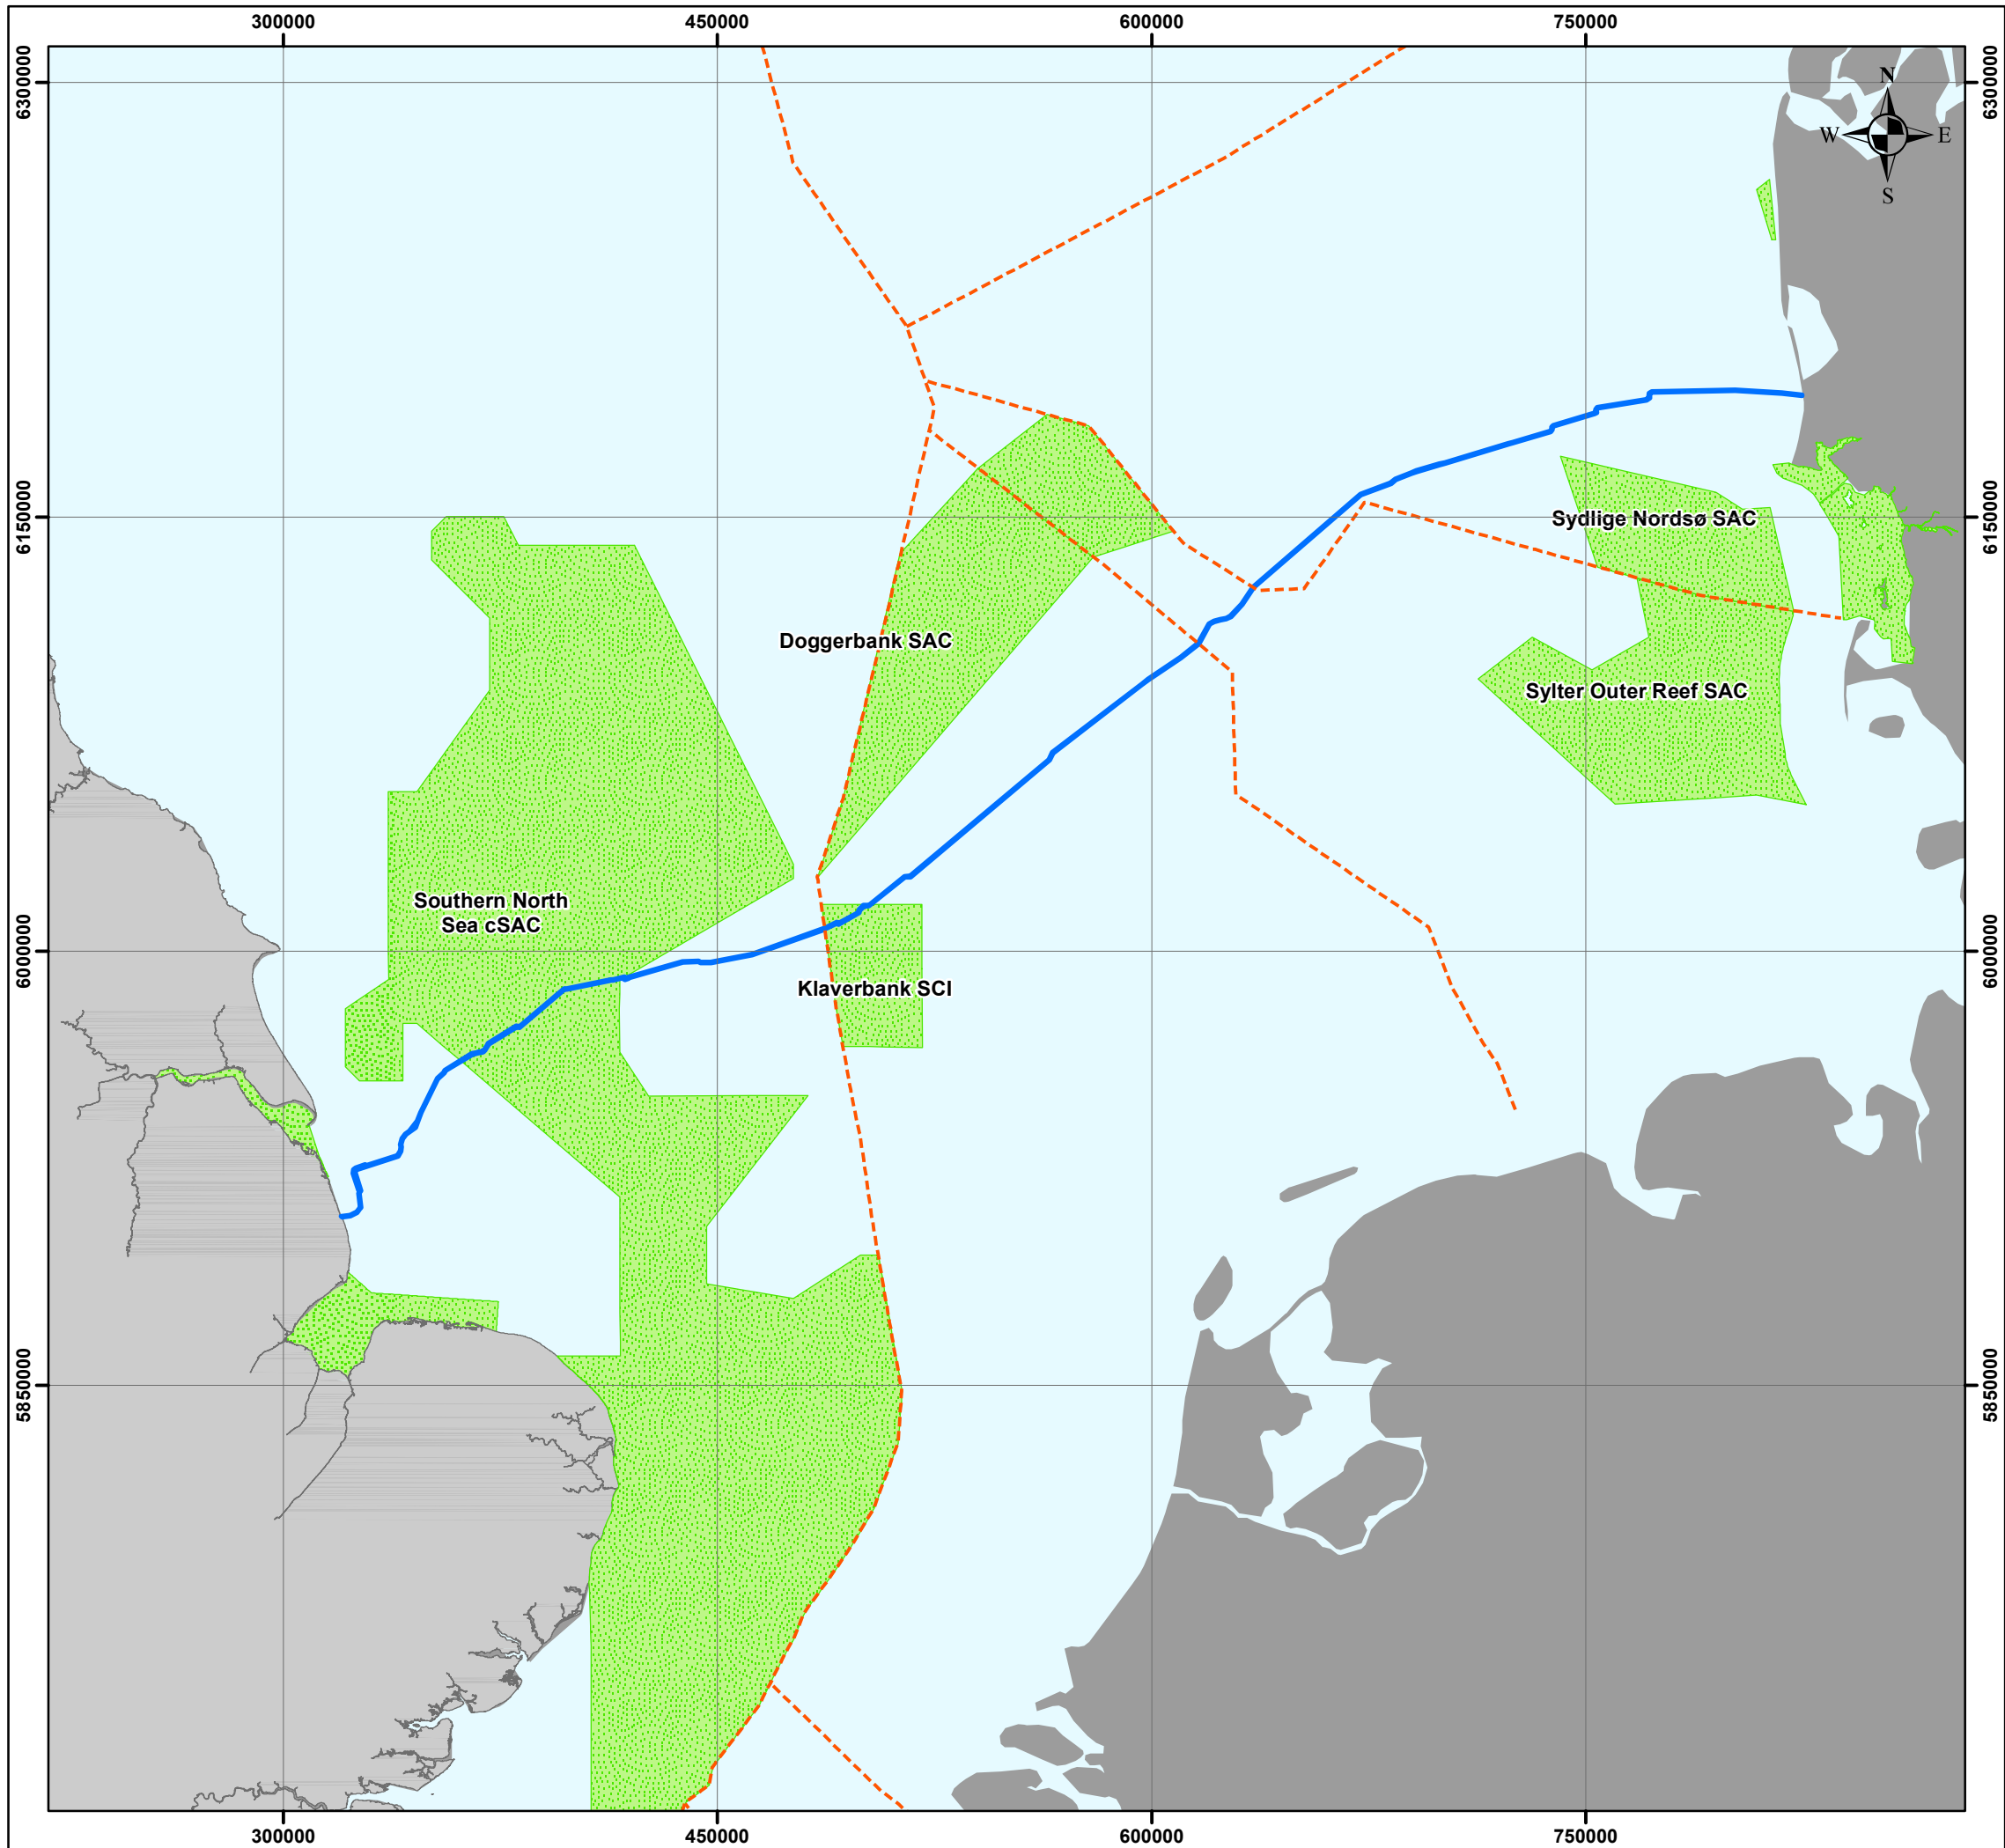 300000
450000
600000
750000
6300000
6300000
N
W
E
S
6150000
6150000
Sydlige Nordsø SAC
Doggerbank SAC
Sylter Outer Reef SAC
Southern North
Sea cSAC
6000000
6000000
Klaverbank SCI
5850000
5850000
300000
450000
600000
750000